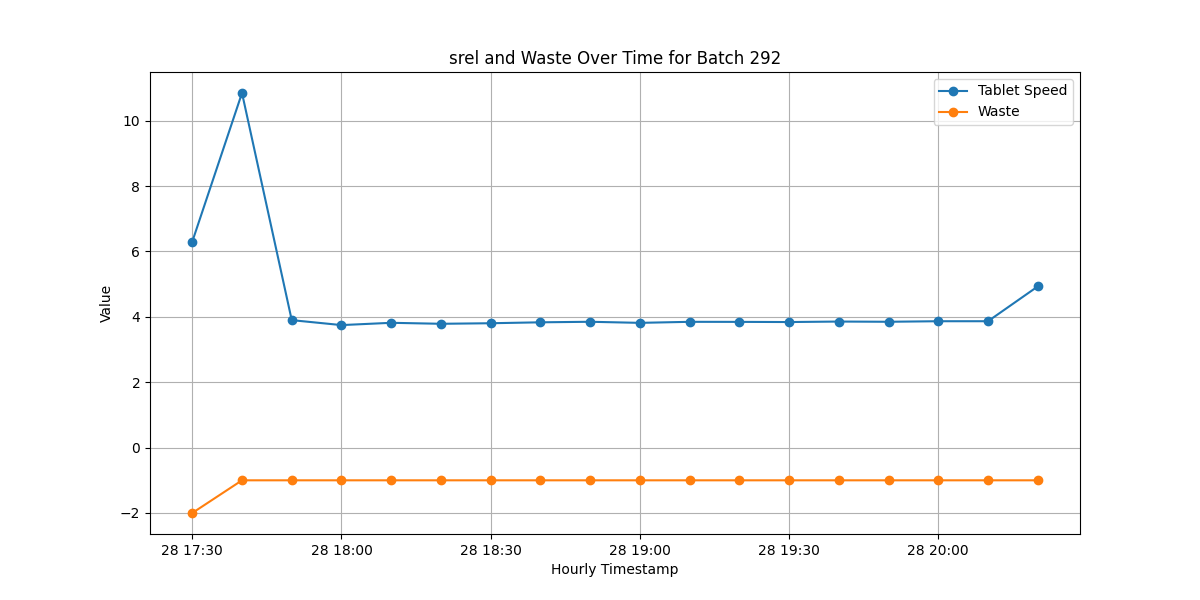 srel and Waste Over Time for Batch 292
Tablet Speed
Waste
Value
10
8
6
4
2
0
−2
28 17:30
28 18:00
28 18:30
28 19:00
28 19:30
28 20:00
Hourly Timestamp